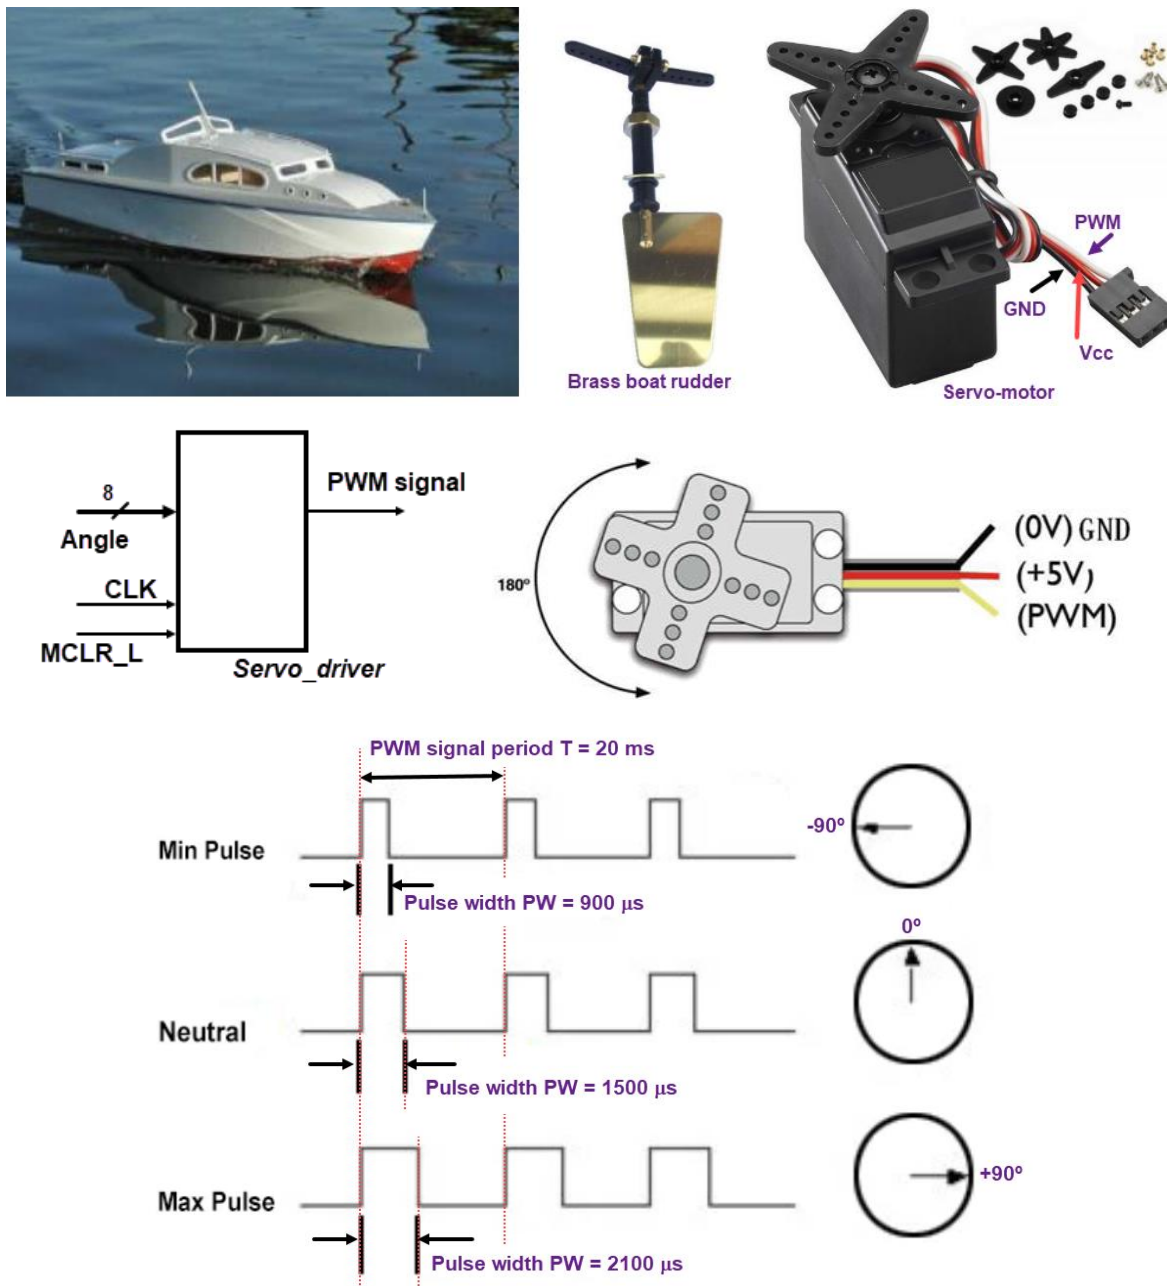 PWM
GND
Vcc
Brass boat rudder
Servo-motor
8
PWM signal
Angle
CLK
MCLR_L
Servo_driver
180º
(0V) GND
(+5V)
(PWM)
PWM signal period T = 20 ms
Min Pulse
-90º
Pulse width PW = 900 μs
0º
Neutral
Pulse width PW = 1500 μs
Max Pulse
+90º
Pulse width PW = 2100 μs